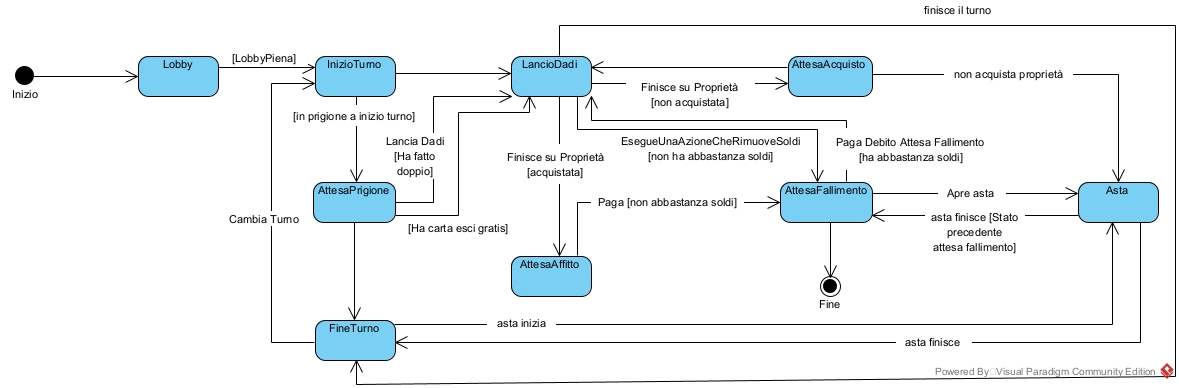 finisce il turno
Lobby
[LobbyPiena]
InizioTurno
LancioDadi
AttesaAcquisto
non acquista proprietà
Inizio
Finisce su Proprietà
[non acquistata]
[in prigione a inizio turno]
Lancia Dadi
[Ha fatto
doppio]
EsegueUnaAzioneCheRimuoveSoldi
[non ha abbastanza soldi]
Paga Debito Attesa Fallimento
[ha abbastanza soldi]
Finisce su Proprietà
[acquistata]
AttesaPrigione
AttesaFallimento
Apre asta
Asta
Paga [non abbastanza soldi]
Cambia Turno
[Ha carta esci gratis]
asta finisce [Stato
precedente
attesa fallimento]
AttesaAffitto
Fine
FineTurno
asta inizia
asta finisce
Powered By Visual Paradigm Community Edition